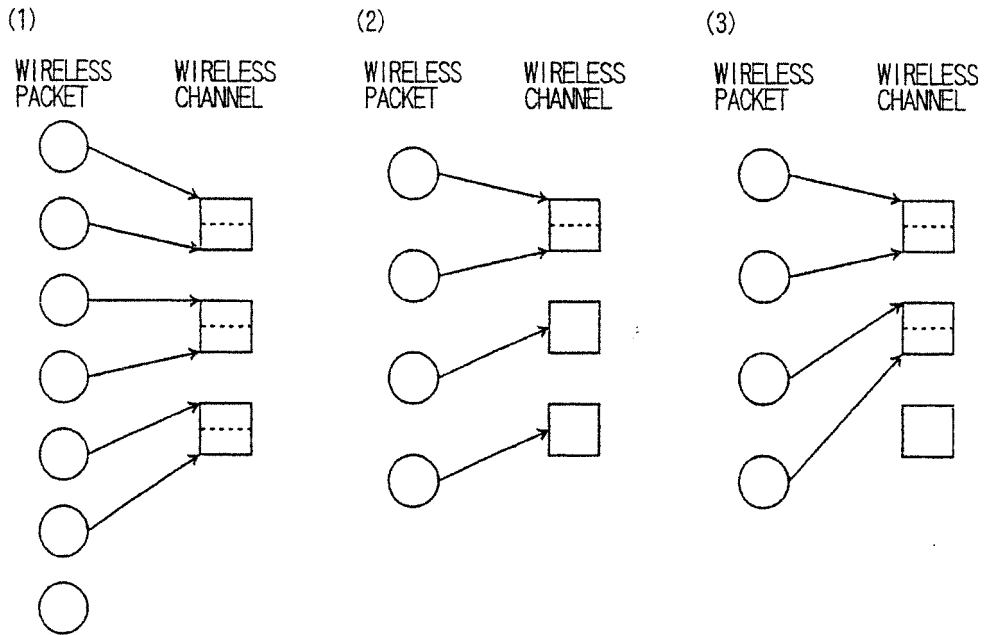 (1)
WIRELESS PACKET
WIRELESS CHANNEL
(2)
WIRELESS PACKET
WIRELESS CHANNEL
(3)
WIRELESS PACKET
WIRELESS CHANNEL